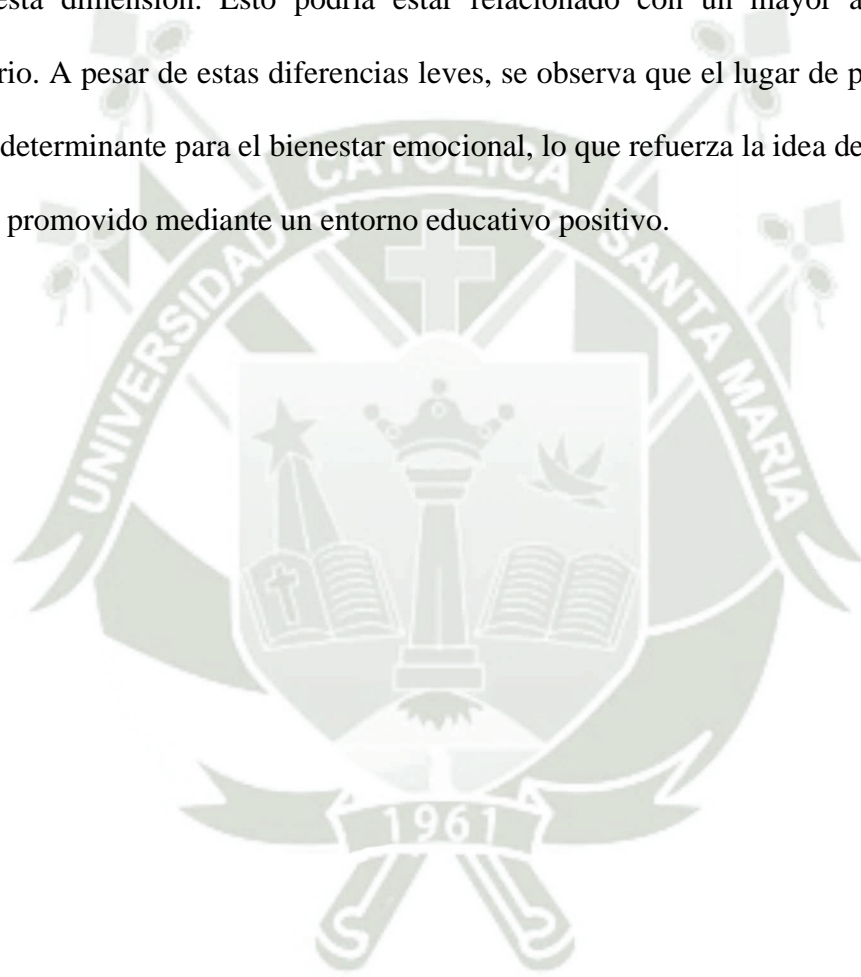 esta dimensión. Esto podría estar relacionado con un mayor a
rio. A pesar de estas diferencias leves, se observa que el lugar de p
determinante para el bienestar emocional, lo que refuerza la idea de
promovido mediante un entorno educativo positivo.
UNIVERSIDAD CATOLICA SANTA MARIA
1961